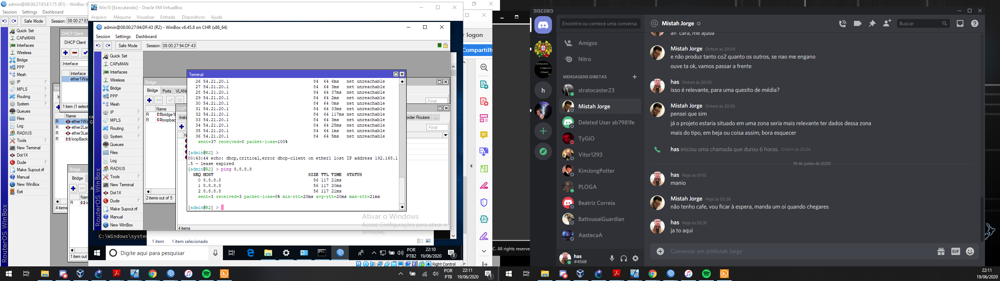 admin@08:00:27:E5:E1:75 (R1) - WinBox (
Session Settings Dashboard
Safe Mode Session: 08:00:27:E5
Quick Set
CAPsMAN
Interfaces
Wireless
Bridge
PPP
Mesh
IP
MPLS
Routing
System
Queues
Files
Log
RADIUS
Tools
New Terminal
Dot1X
Dude
Make Supout.rif
Manual
New WinBox
Exit
RouterOS WinBox
DHCP Client
DHCP Client
Interface
Interface
ether1Wa
1 item (1 select
Name
R ether1Wa
R ether2Lar
R ether3Lar
R loopBack
4 items
Bridge
Bridge
Nam
R
1 item out
Win10 [Executando] - Oracle VM VirtualBox
Arquivo Máquina Visualizar Entrada Dispositivos Ajuda
admin@08:00:27:94:DF:43 (R2) - WinBox v6.45.8 on CHR (x86_64)
Session Settings Dashboard
Safe Mode Session: 08:00:27:94:DF:43
Quick Set
CAPsMAN
Interfaces
Wireless
Bridge
PPP
Mesh
IP
MPLS
Routing
System
Queues
Files
Log
RADIUS
Tools
New Terminal
Dot1X
Dude
Make Supout.rif
Manual
New WinBox
RouterOS WinBox
Bridge
Bridge Ports VLANs
Find
Name
R bridge1
R loopbac
2 items out of 5
OSPF
Insta
order Routers ...
Find
4 items
Terminal
26 54.21.20.1 84 64 6ms net unreachable
27 54.21.20.1 84 64 3ms net unreachable
28 54.21.20.1 84 64 37ms net unreachable
29 54.21.20.1 84 64 2ms net unreachable
30 54.21.20.1 84 64 0ms net unreachable
31 54.21.20.1 84 64 33ms net unreachable
32 54.21.20.1 84 64 117ms net unreachable
33 54.21.20.1 84 64 3ms net unreachable
34 54.21.20.1 84 64 25ms net unreachable
35 54.21.20.1 84 64 1ms net unreachable
36 54.21.20.1 84 64 5ms net unreachable
sent=37 received=0 packet-loss=100%
[admin@R2] >
00:43:44 echo: dhcp,critical,error dhcp-client on ether1 lost IP address 192.168.1
.5 - lease expired
[admin@R2] > ping 8.8.8.8
SEQ HOST SIZE TTL TIME STATUS
0 8.8.8.8 56 117 21ms
1 8.8.8.8 56 117 20ms
2 8.8.8.8 56 117 21ms
sent=3 received=3 packet-loss=0% min-rtt=20ms avg-rtt=20ms max-rtt=21ms
[admin@R2] >
Ativar o Windows
Acesse Configurações para ativar o
Windows.
C:\Windows\system
1 item 1 item selecionado
Digite aqui para pesquisar
POR
PTB2
22:10
19/06/2020
3
Right Control
r logon
Compartilh
C. All rights reserve
POR
PTB
22:11
19/06/2020
1
DISCORD
Encontre ou comece uma conversa
Amigos
Nitro
MENSAGENS DIRETAS
h
stratocaster23
Mistah Jorge
Deleted User ab7981fe
TyGiO
Vitor1293
KimJongPotter
PLOGA
Beatriz Correia
BattousaiGuardian
AastecaA
has
#4568
Mistah Jorge
Buscar
an cara, me ajuda
Mistah Jorge Ontem às 20:54
e não produz tanto co2 quanto os outros, se nao me engano
ouve ta ok, vamos passar a frente
has Ontem às 20:55
isso é relevante, para uma quesito de média?
Mistah Jorge Ontem às 20:55
pensei que sim
já o projeto estaria situado em uma zona seria mais relevante ter dados dessa zona
mais do tipo, em beja ou coisa assim, bora esquecer
has iniciou uma chamada que durou 6 horas. Ontem às 20:56
19 de junho de 2020
has Hoje às 01:13
manio
Mistah Jorge Hoje às 02:26
não tenho cafe, vou ficar à espera, manda um oi quando chegares
has Hoje às 02:31
ja to aqui
Conversar em @Mistah Jorge
GIF
22:11
19/06/2020